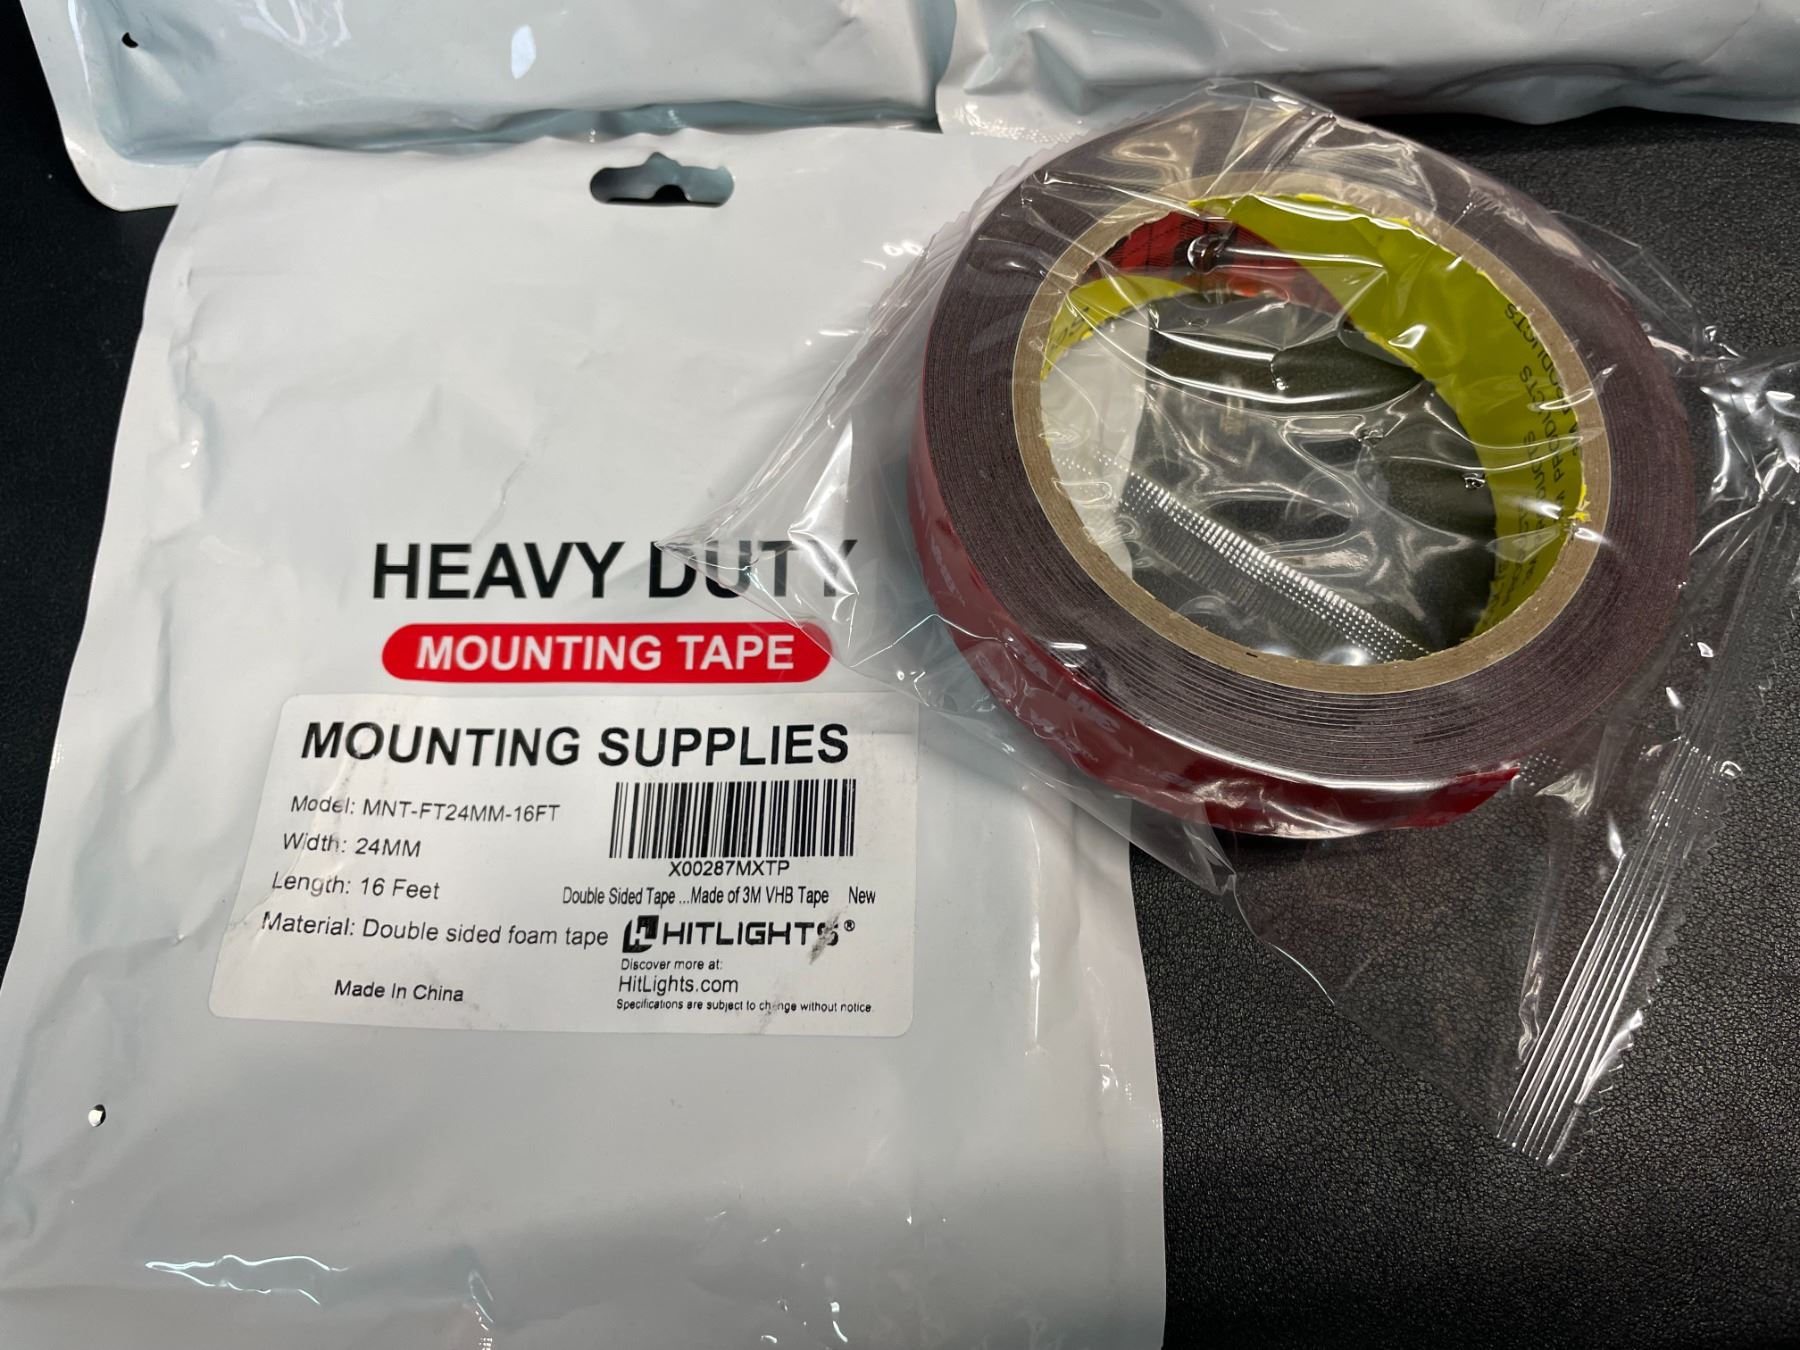 HEAVY DUTY
MOUNTING TAPE
MOUNTING SUPPLIES
Model: MNT-FT24MM-16FT
Width: 24MM
Length: 16 Feet
Material: Double sided foam tape
Made In China
X00287MXTP
Double Sided Tape ...Made of 3M VHB Tape New
HITLIGHTS®
Discover more at:
HitLights.com
Specifications are subject to change without notice.
PRODUCTS